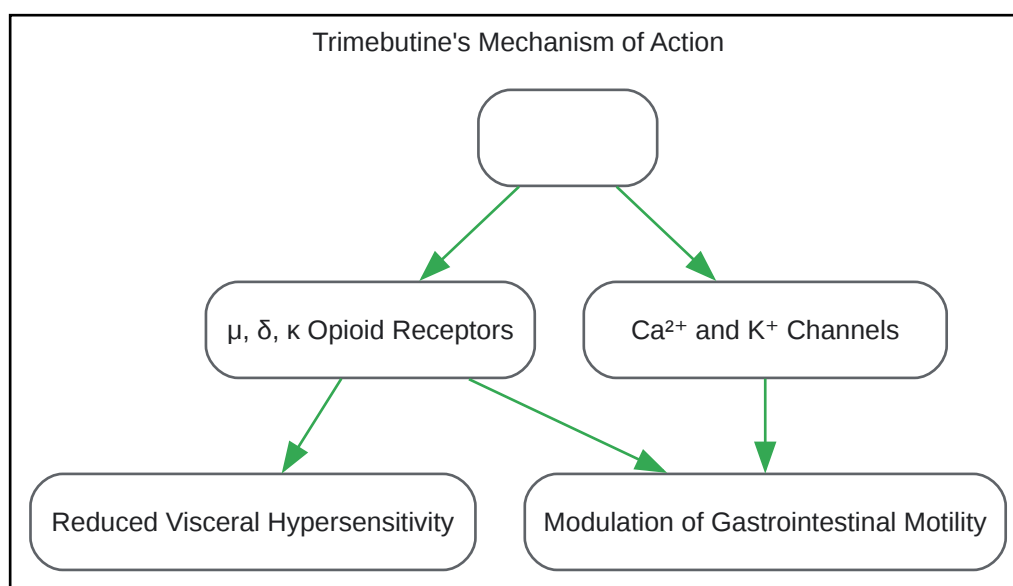 Trimebutine's Mechanism of Action
μ, δ, κ Opioid Receptors
Ca²⁺ and K⁺ Channels
Reduced Visceral Hypersensitivity
Modulation of Gastrointestinal Motility